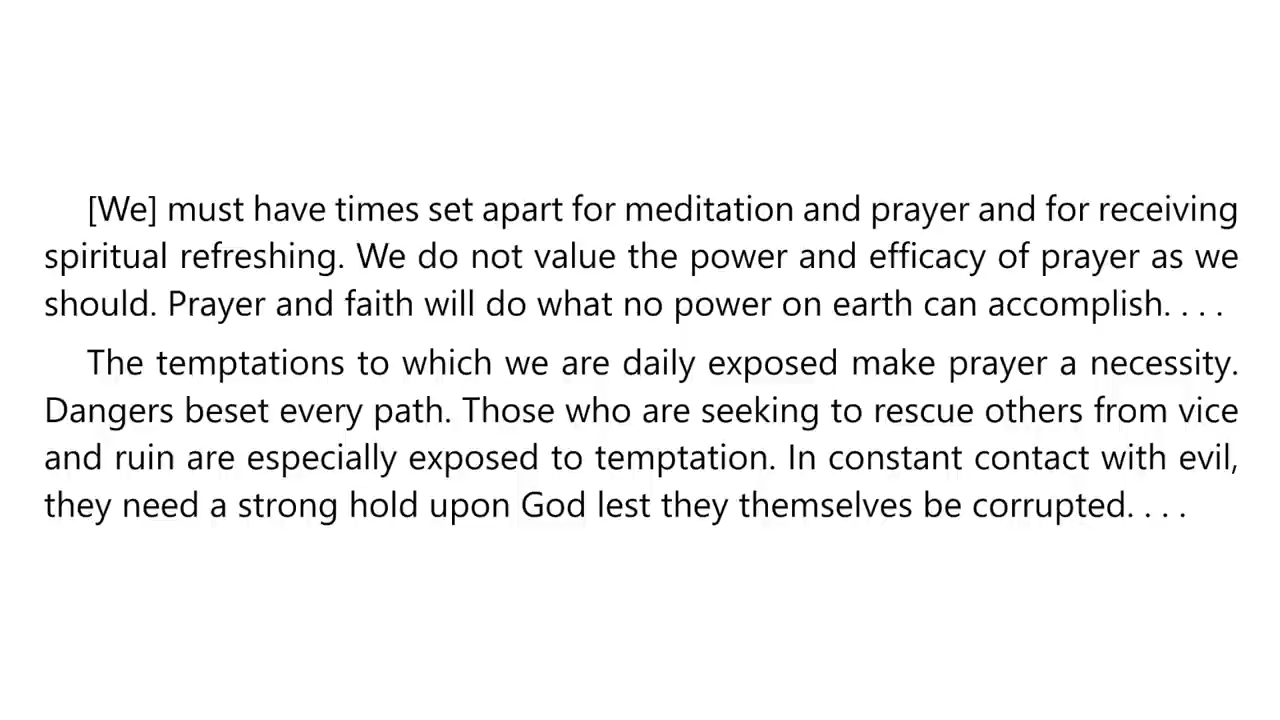 [We] must have times set apart for meditation and prayer and for receiving
spiritual refreshing. We do not value the power and efficacy of prayer as we
should. Prayer and faith will do what no power on earth can accomplish. . . .
The temptations to which we are daily exposed make prayer a necessity.
Dangers beset every path. Those who are seeking to rescue others from vice
and ruin are especially exposed to temptation. In constant contact with evil,
they need a strong hold upon God lest they themselves be corrupted. . . .